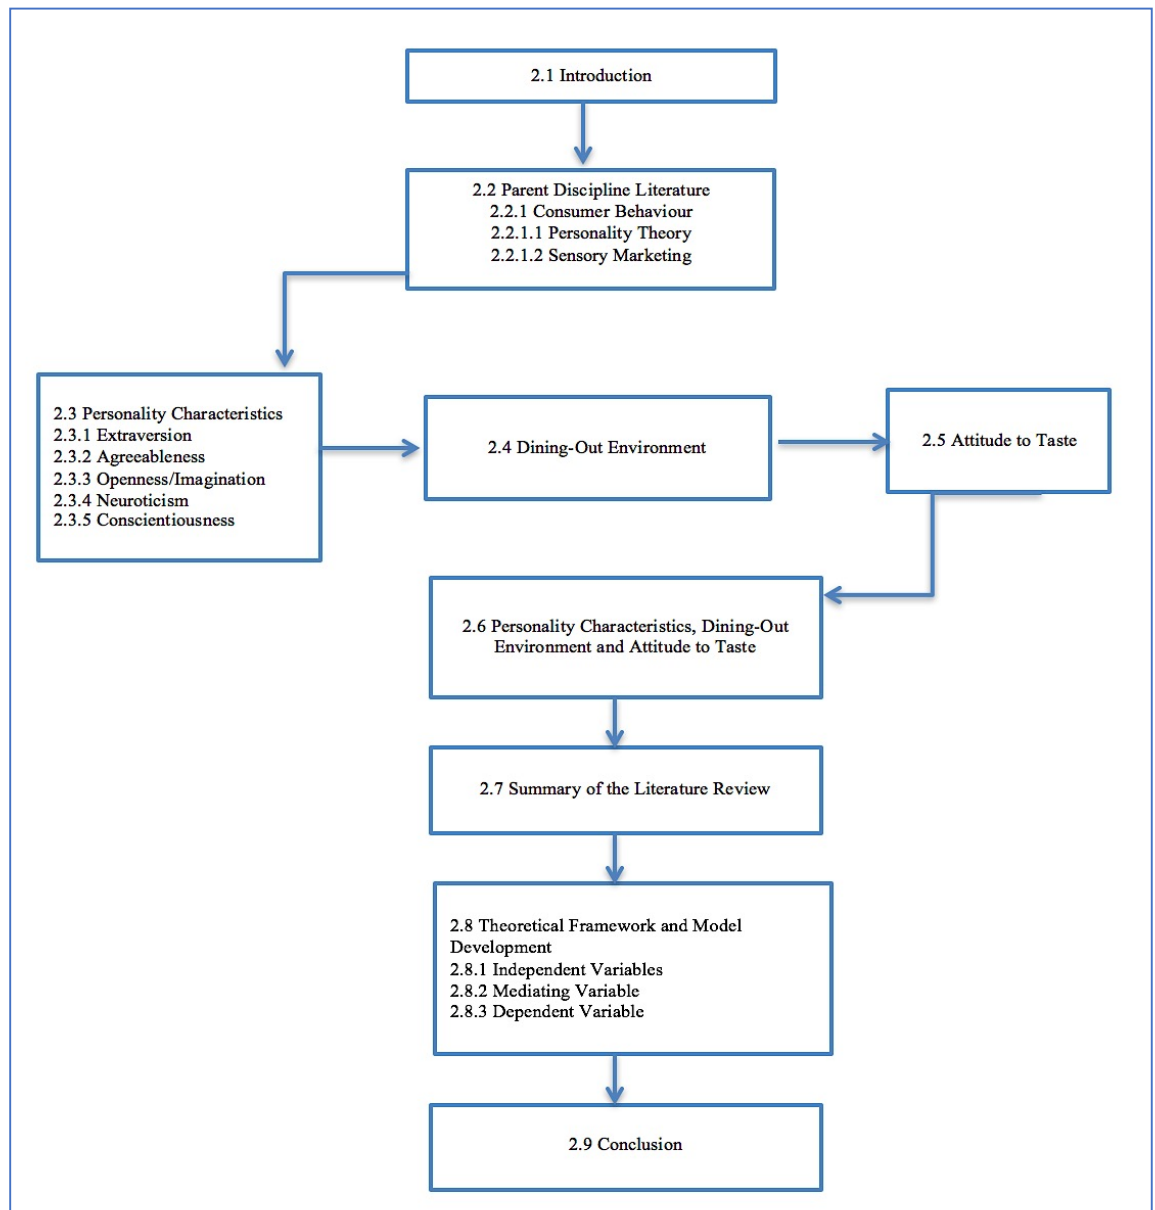 2.1 Introduction
2.2 Parent Discipline Literature
2.2.1 Consumer Behaviour
2.2.1.1 Personality Theory
2.2.1.2 Sensory Marketing
2.3 Personality Characteristics
2.3.1 Extraversion
2.3.2 Agreeableness
2.3.3 Openness/Imagination
2.3.4 Neuroticism
2.3.5 Conscientiousness
2.4 Dining-Out Environment
2.5 Attitude to Taste
2.6 Personality Characteristics, Dining-Out
Environment and Attitude to Taste
2.7 Summary of the Literature Review
2.8 Theoretical Framework and Model
Development
2.8.1 Independent Variables
2.8.2 Mediating Variable
2.8.3 Dependent Variable
2.9 Conclusion